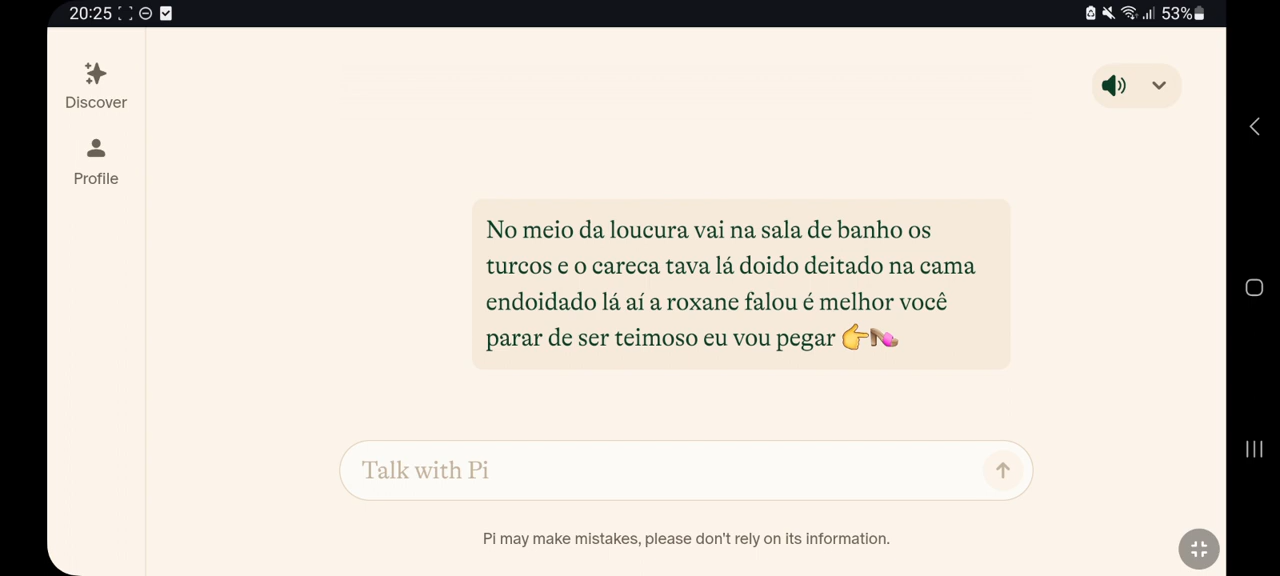 20:25 53%
Discover
Profile
No meio da loucura vai na sala de banho os
turcos e o careca tava lá doido deitado na cama
endoidado lá aí a roxane falou é melhor você
parar de ser teimoso eu vou pegar 👉👡
Talk with Pi
Pi may make mistakes, please don't rely on its information.